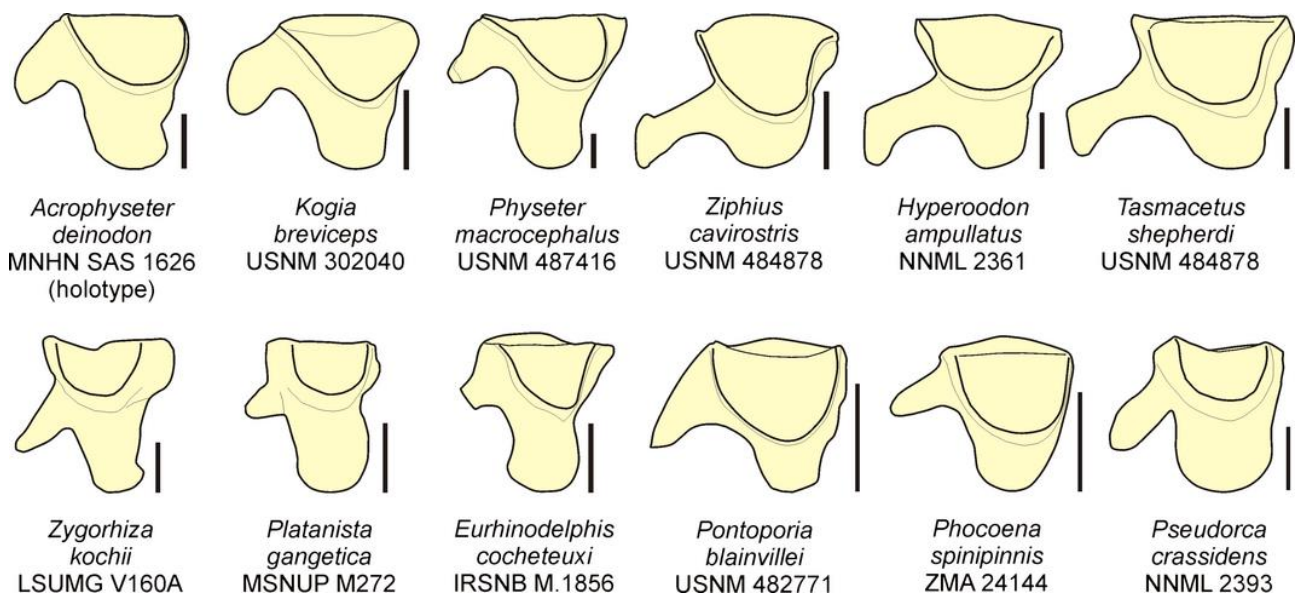 Acrophyseter
deinodon
MNHN SAS 1626
(holotype)
Kogia
breviceps
USNM 302040
Physeter
macrocephalus
USNM 487416
Ziphius
cavirostris
USNM 484878
Hyperoodon
ampullatus
NNML 2361
Tasmacetus
shepherdi
USNM 484878
Zygorhiza
kochii
LSUMG V160A
Platanista
gangetica
MSNUP M272
Eurhinodelphis
cocheteuxi
IRSNB M.1856
Pontoporia
blainvillei
USNM 482771
Phocoena
spinipinnis
ZMA 24144
Pseudorca
crassidens
NNML 2393